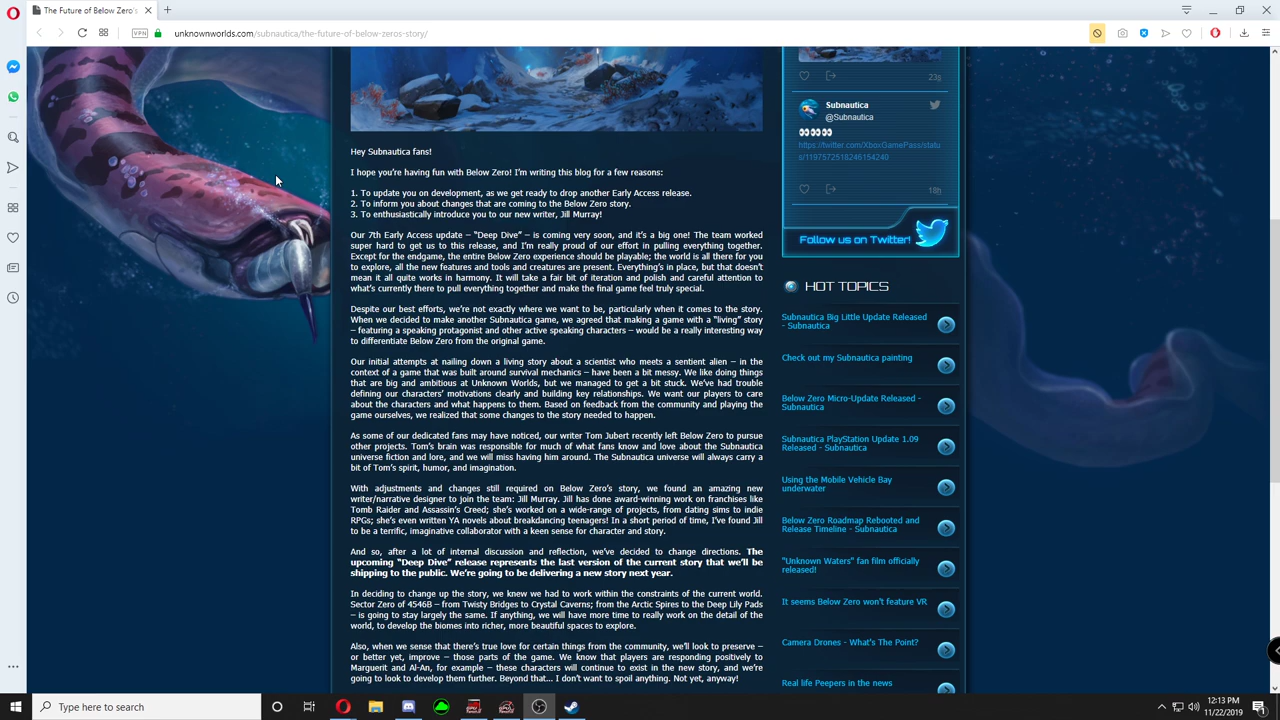 The Future of Below Zero's
VPN
unknownworlds.com/subnautica/the-future-of-below-zeros-story/
Hey Subnautica fans!
I hope you're having fun with Below Zero! I'm writing this blog for a few reasons:
1. To update you on development, as we get ready to drop another Early Access release.
2. To inform you about changes that are coming to the Below Zero story.
3. To enthusiastically introduce you to our new writer, Jill Murray!
Our 7th Early Access update – “Deep Dive” – is coming very soon, and it's a big one! The team worked
super hard to get us to this release, and I'm really proud of our effort in pulling everything together.
Except for the endgame, the entire Below Zero experience should be playable; the world is all there for you
to explore, all the new features and tools and creatures are present. Everything's in place, but that doesn't
mean it all quite works in harmony. It will take a fair bit of iteration and polish and careful attention to
what's currently there to pull everything together and make the final game feel truly special.
Despite our best efforts, we're not exactly where we want to be, particularly when it comes to the story.
When we decided to make another Subnautica game, we agreed that making a game with a “living” story
– featuring a speaking protagonist and other active speaking characters – would be a really interesting way
to differentiate Below Zero from the original game.
Our initial attempts at nailing down a living story about a scientist who meets a sentient alien – in the
context of a game that was built around survival mechanics – have been a bit messy. We like doing things
that are big and ambitious at Unknown Worlds, but we managed to get a bit stuck. We've had trouble
defining our characters' motivations clearly and building key relationships. We want our players to care
about the characters and what happens to them. Based on feedback from the community and playing the
game ourselves, we realized that some changes to the story needed to happen.
As some of our dedicated fans may have noticed, our writer Tom Jubert recently left Below Zero to pursue
other projects. Tom's brain was responsible for much of what fans know and love about the Subnautica
universe fiction and lore, and we will miss having him around. The Subnautica universe will always carry a
bit of Tom's spirit, humor, and imagination.
With adjustments and changes still required on Below Zero's story, we found an amazing new
writer/narrative designer to join the team: Jill Murray. Jill has done award-winning work on franchises like
Tomb Raider and Assassin's Creed; she's worked on a wide-range of projects, from dating sims to indie
RPGs; she's even written YA novels about breakdancing teenagers! In a short period of time, I've found Jill
to be a terrific, imaginative collaborator with a keen sense for character and story.
And so, after a lot of internal discussion and reflection, we've decided to change directions. The
upcoming “Deep Dive” release represents the last version of the current story that we'll be
shipping to the public. We're going to be delivering a new story next year.
In deciding to change up the story, we knew we had to work within the constraints of the current world.
Sector Zero of 4546B – from Twisty Bridges to Crystal Caverns; from the Arctic Spires to the Deep Lily Pads
– is going to stay largely the same. If anything, we will have more time to really work on the detail of the
world, to develop the biomes into richer, more beautiful spaces to explore.
Also, when we sense that there's true love for certain things from the community, we'll look to preserve –
or better yet, improve – those parts of the game. We know that players are responding positively to
Marguerit and Al-An, for example – these characters will continue to exist in the new story, and we're
going to look to develop them further. Beyond that... I don't want to spoil anything. Not yet, anyway!
23s
Subnautica
@Subnautica
👀👀👀
https://twitter.com/XboxGamePass/statu
s/1197572518246154240
18h
Follow us on Twitter!
HOT TOPICS
Subnautica Big Little Update Released
- Subnautica
Check out my Subnautica painting
Below Zero Micro-Update Released -
Subnautica
Subnautica PlayStation Update 1.09
Released - Subnautica
Using the Mobile Vehicle Bay
underwater
Below Zero Roadmap Rebooted and
Release Timeline - Subnautica
"Unknown Waters" fan film officially
released!
It seems Below Zero won't feature VR
Camera Drones - What's The Point?
Real life Peepers in the news
Type here to search
12:13 PM
11/22/2019